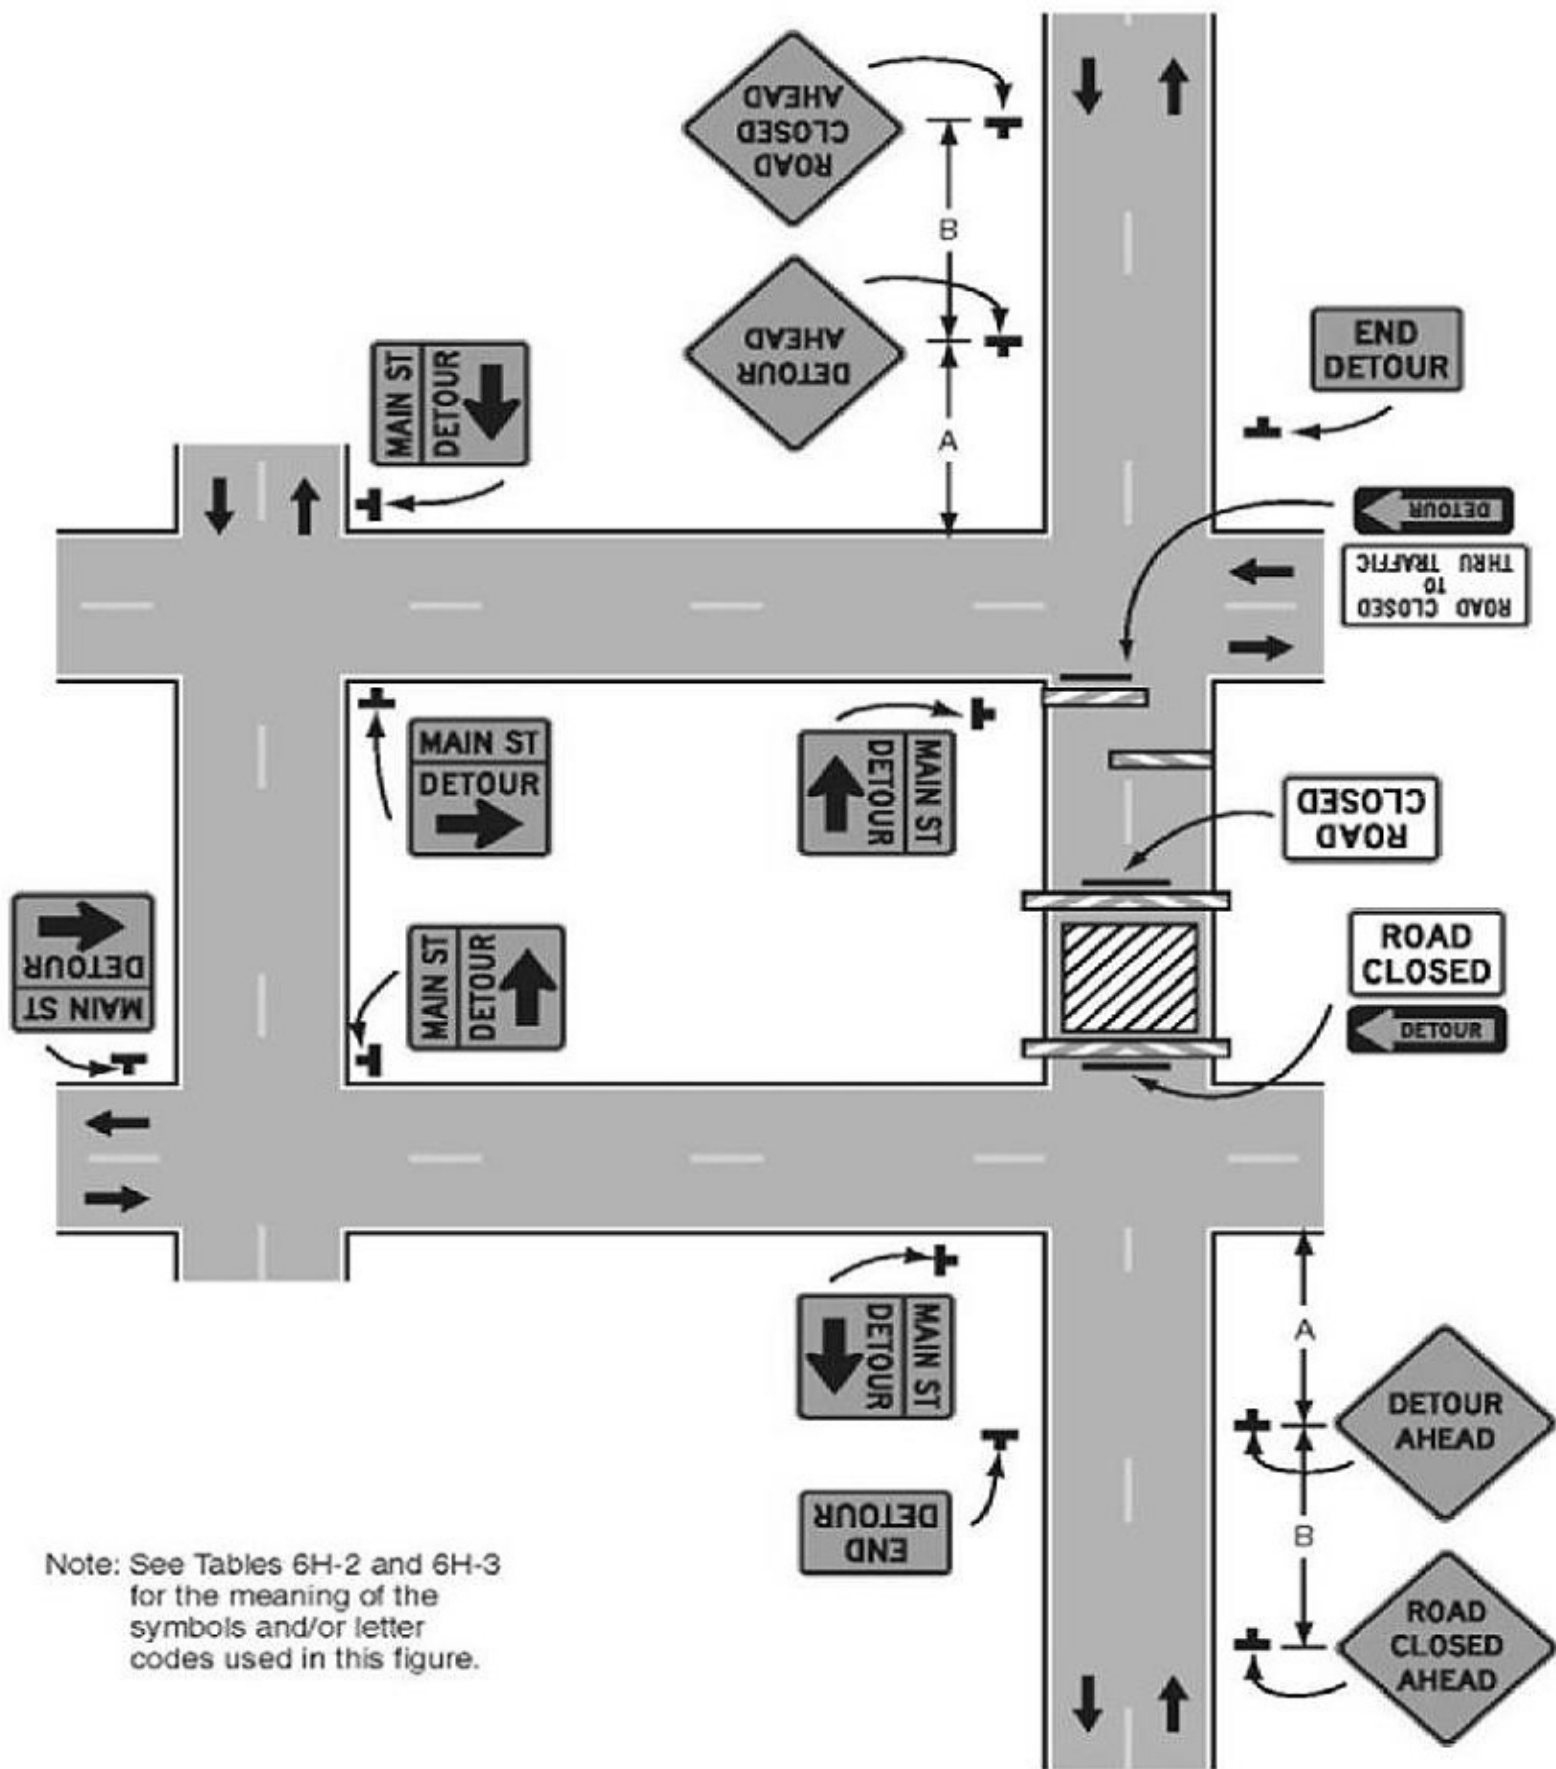 ROAD
CLOSED
AHEAD
B
DETOUR
AHEAD
A
END
DETOUR
MAIN ST
DETOUR
DETOUR
ROAD CLOSED
TO
THRU TRAFFIC
MAIN ST
DETOUR
MAIN ST
DETOUR
ROAD
CLOSED
MAIN ST
DETOUR
MAIN ST
DETOUR
ROAD
CLOSED
DETOUR
MAIN ST
DETOUR
A
DETOUR
AHEAD
END
DETOUR
B
ROAD
CLOSED
AHEAD
Note: See Tables 6H-2 and 6H-3
for the meaning of the
symbols and/or letter
codes used in this figure.